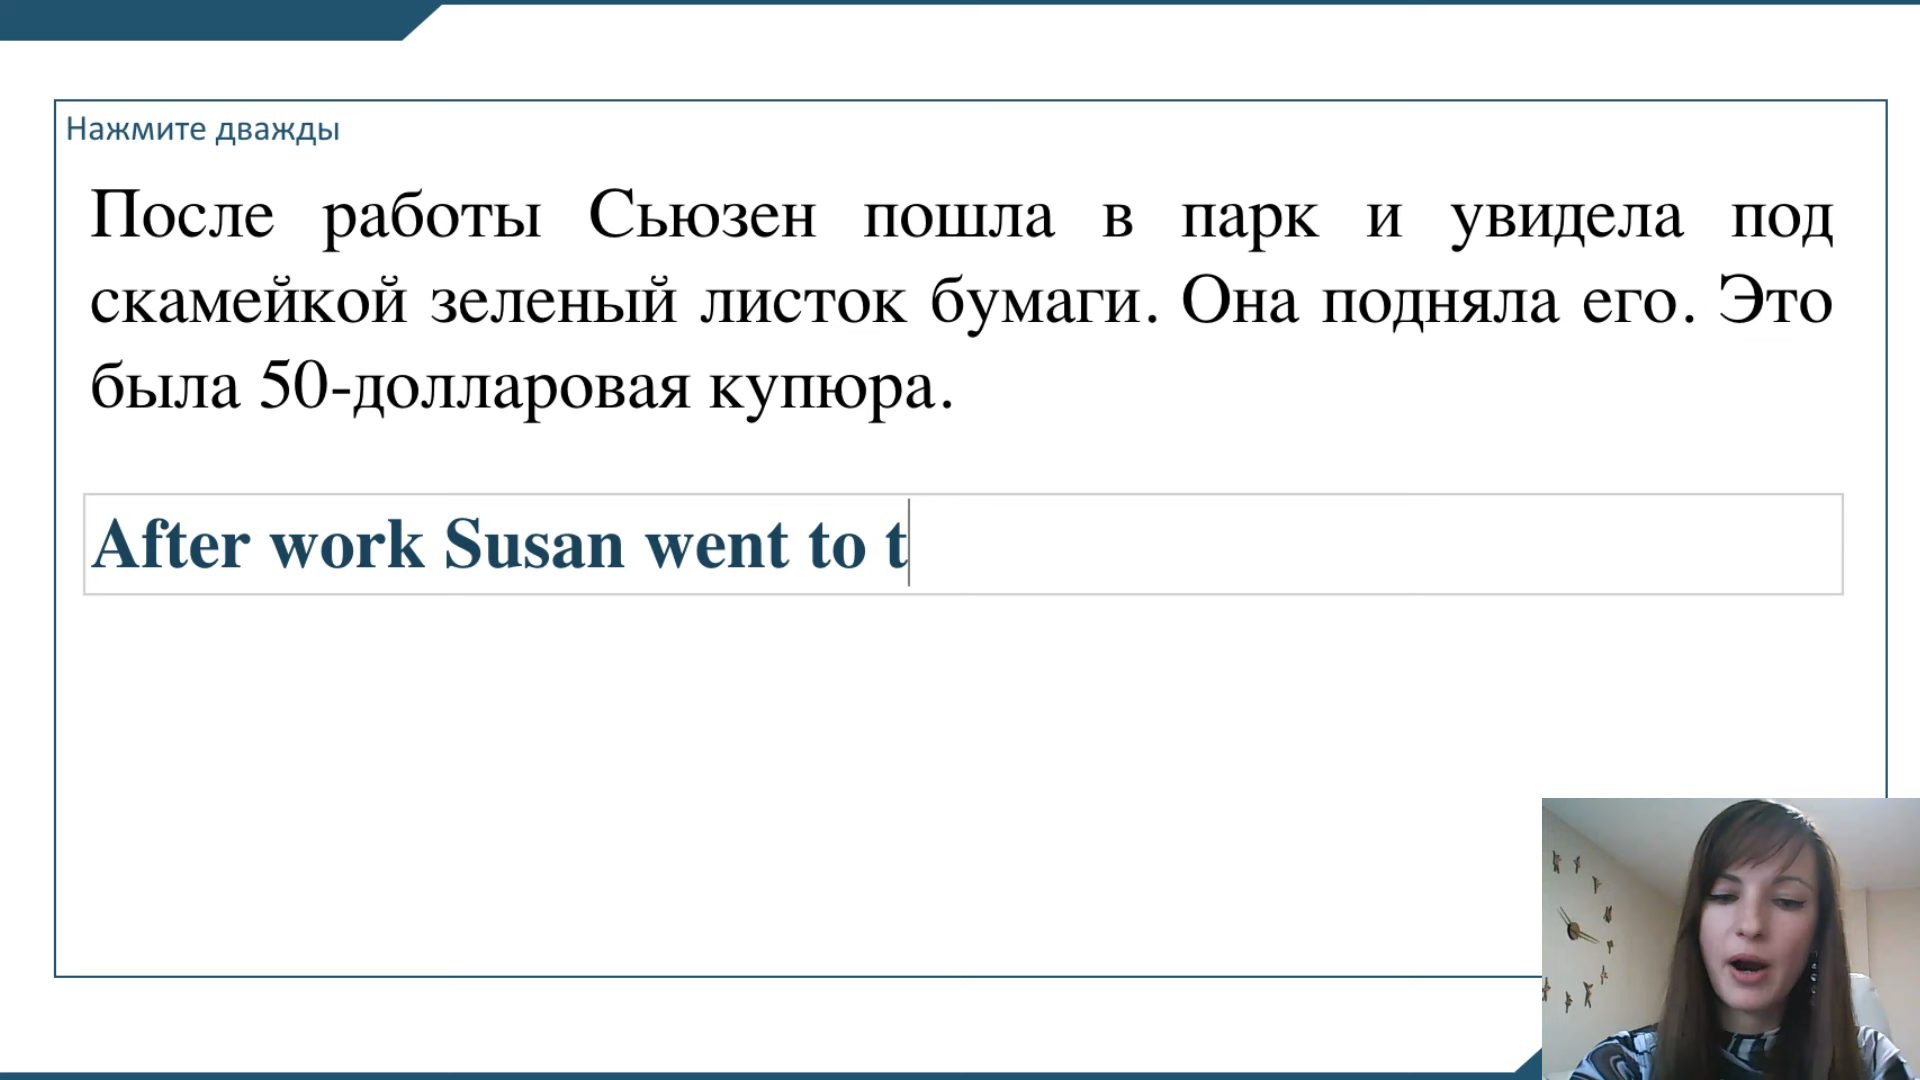 Нажмите дважды
После работы Сьюзен пошла в парк и увидела под
скамейкой зеленый листок бумаги. Она подняла его. Это
была 50-долларовая купюра.
After work Susan went to t